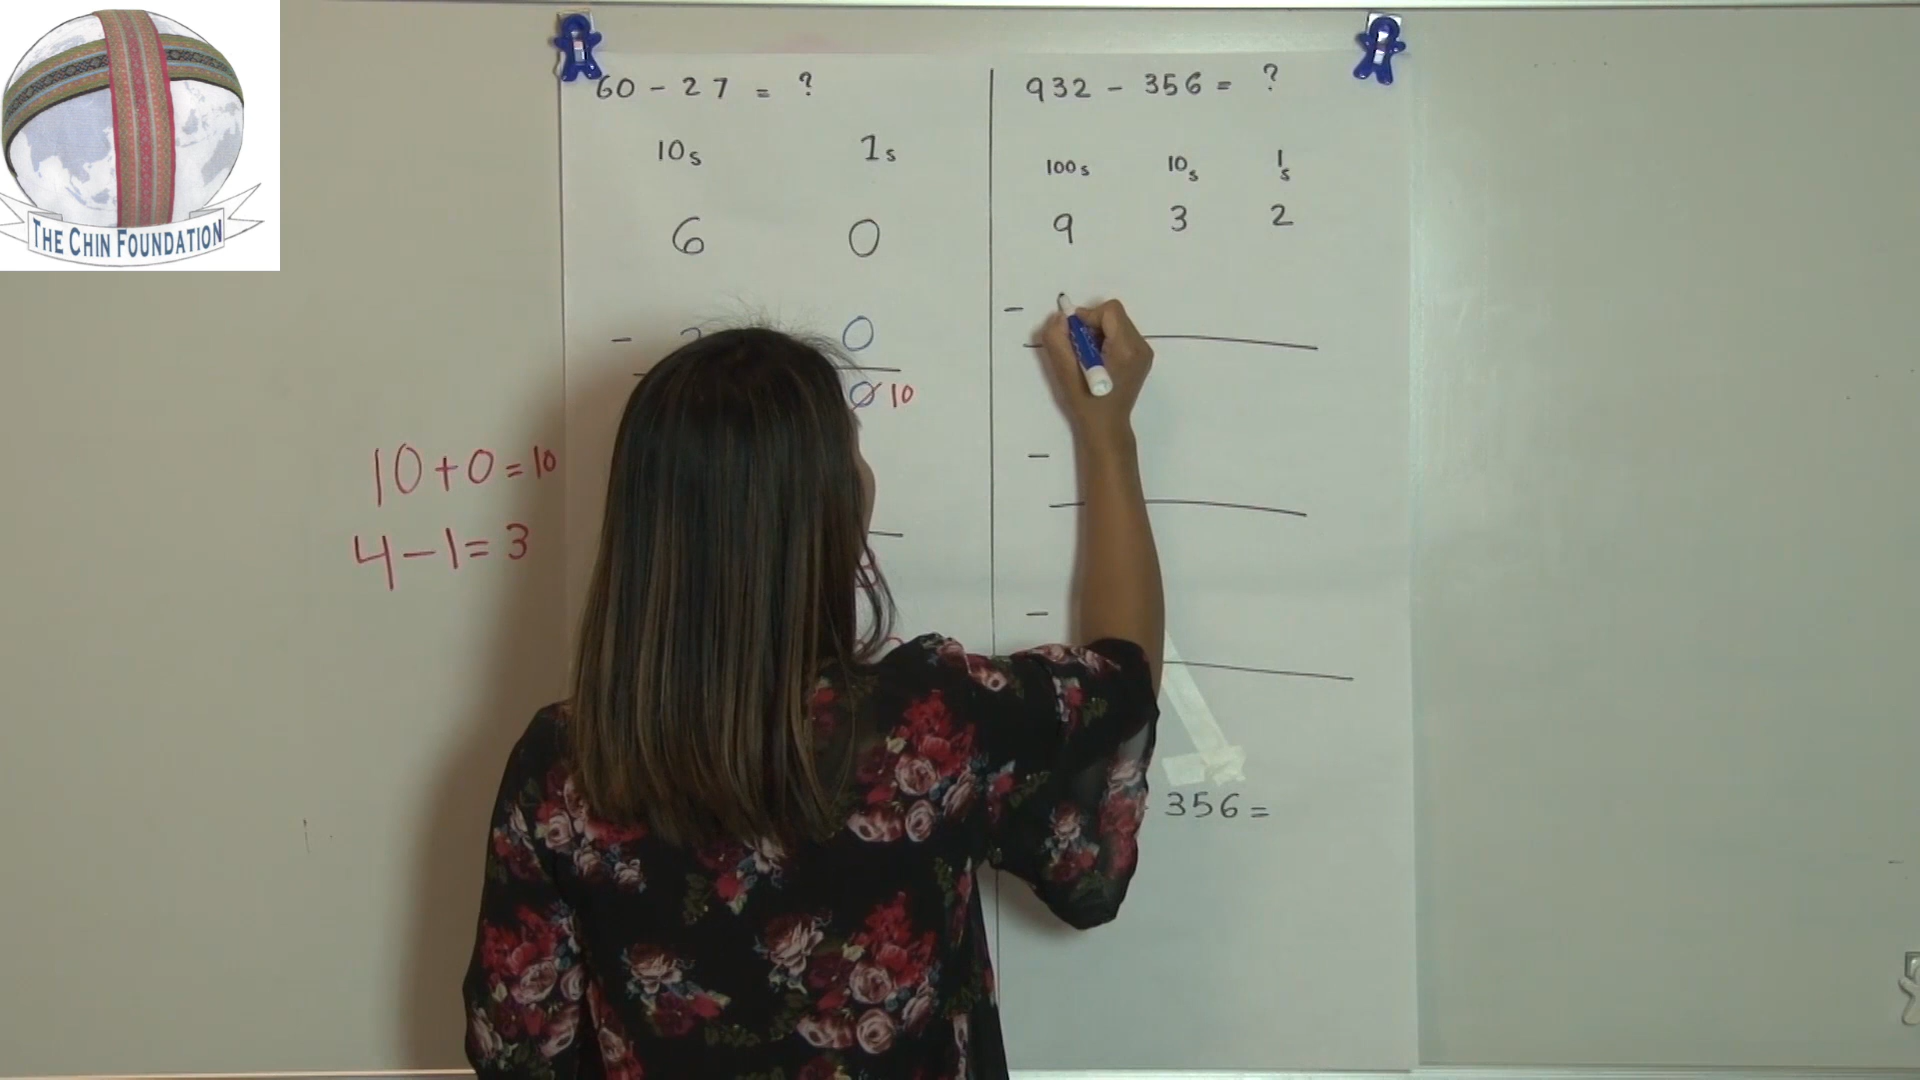 THE CHIN FOUNDATION
60 - 27 = ?
10s 1s
6 0
- 0
0 10
10+0=10
4-1=3
932 - 356 = ?
100s 10s 1s
9 3 2
-
-
-
356 =